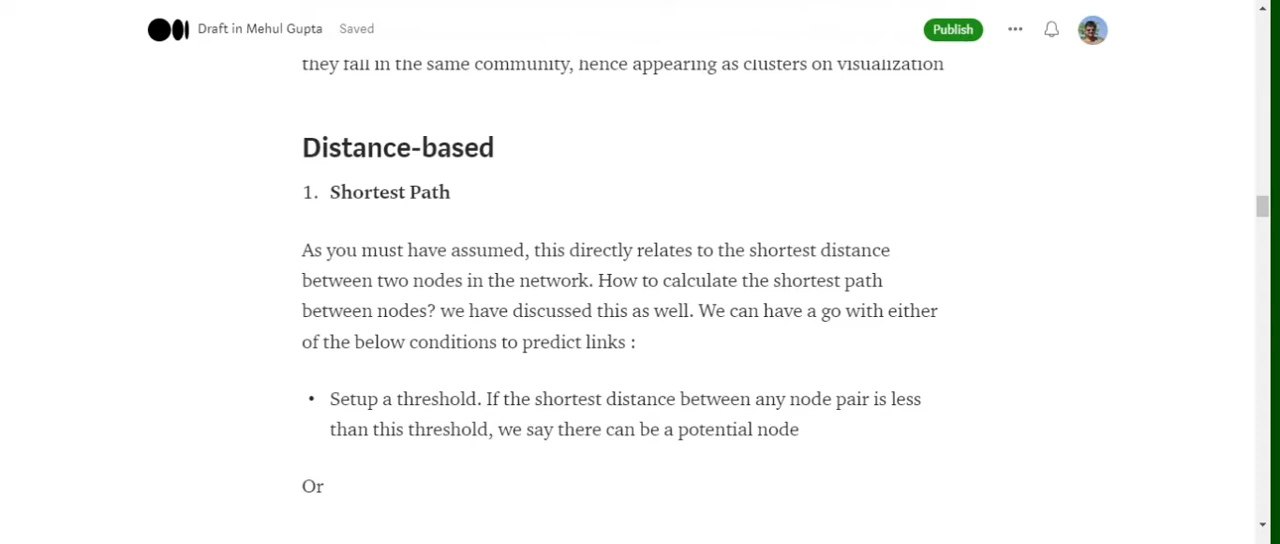 Draft in Mehul Gupta Saved Publish
they fall in the same community, hence appearing as clusters on visualization
Distance-based
1. Shortest Path
As you must have assumed, this directly relates to the shortest distance
between two nodes in the network. How to calculate the shortest path
between nodes? we have discussed this as well. We can have a go with either
of the below conditions to predict links :
• Setup a threshold. If the shortest distance between any node pair is less
than this threshold, we say there can be a potential node
Or